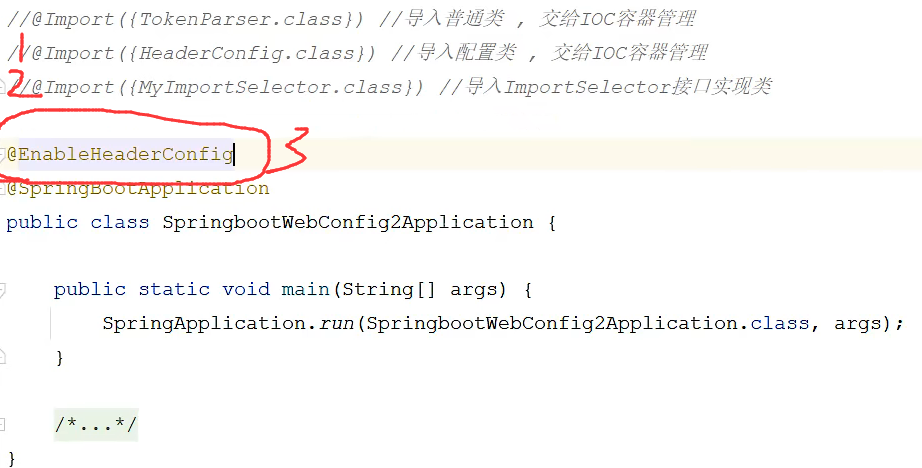 //@Import({TokenParser.class}) //导入普通类 , 交给IOC容器管理
1
//@Import({HeaderConfig.class}) //导入配置类 , 交给IOC容器管理
2
//@Import({MyImportSelector.class}) //导入ImportSelector接口实现类
@EnableHeaderConfig 3
@SpringBootApplication
public class SpringbootWebConfig2Application {
public static void main(String[] args) {
SpringApplication.run(SpringbootWebConfig2Application.class, args);
}
/*...*/
}